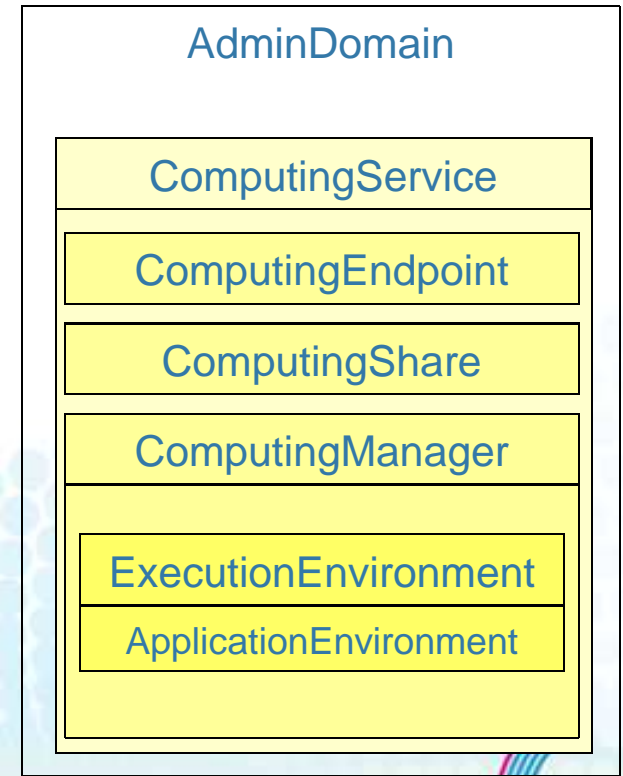 AdminDomain
ComputingService
ComputingEndpoint
ComputingShare
ComputingManager
ExecutionEnvironment
ApplicationEnvironment